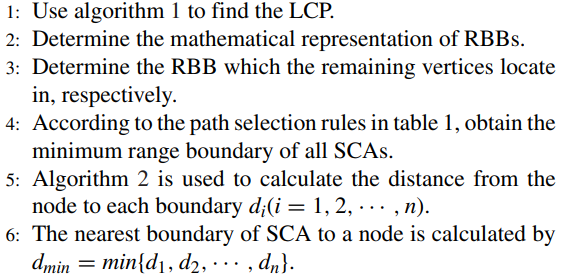 1: Use algorithm 1 to find the LCP.
2: Determine the mathematical representation of RBBs.
3: Determine the RBB which the remaining vertices locate
in, respectively.
4: According to the path selection rules in table 1, obtain the
minimum range boundary of all SCAs.
5: Algorithm 2 is used to calculate the distance from the
node to each boundary d_i(i = 1, 2, ⋯ , n).
6: The nearest boundary of SCA to a node is calculated by
d_min = min{d_1, d_2, ⋯ , d_n}.